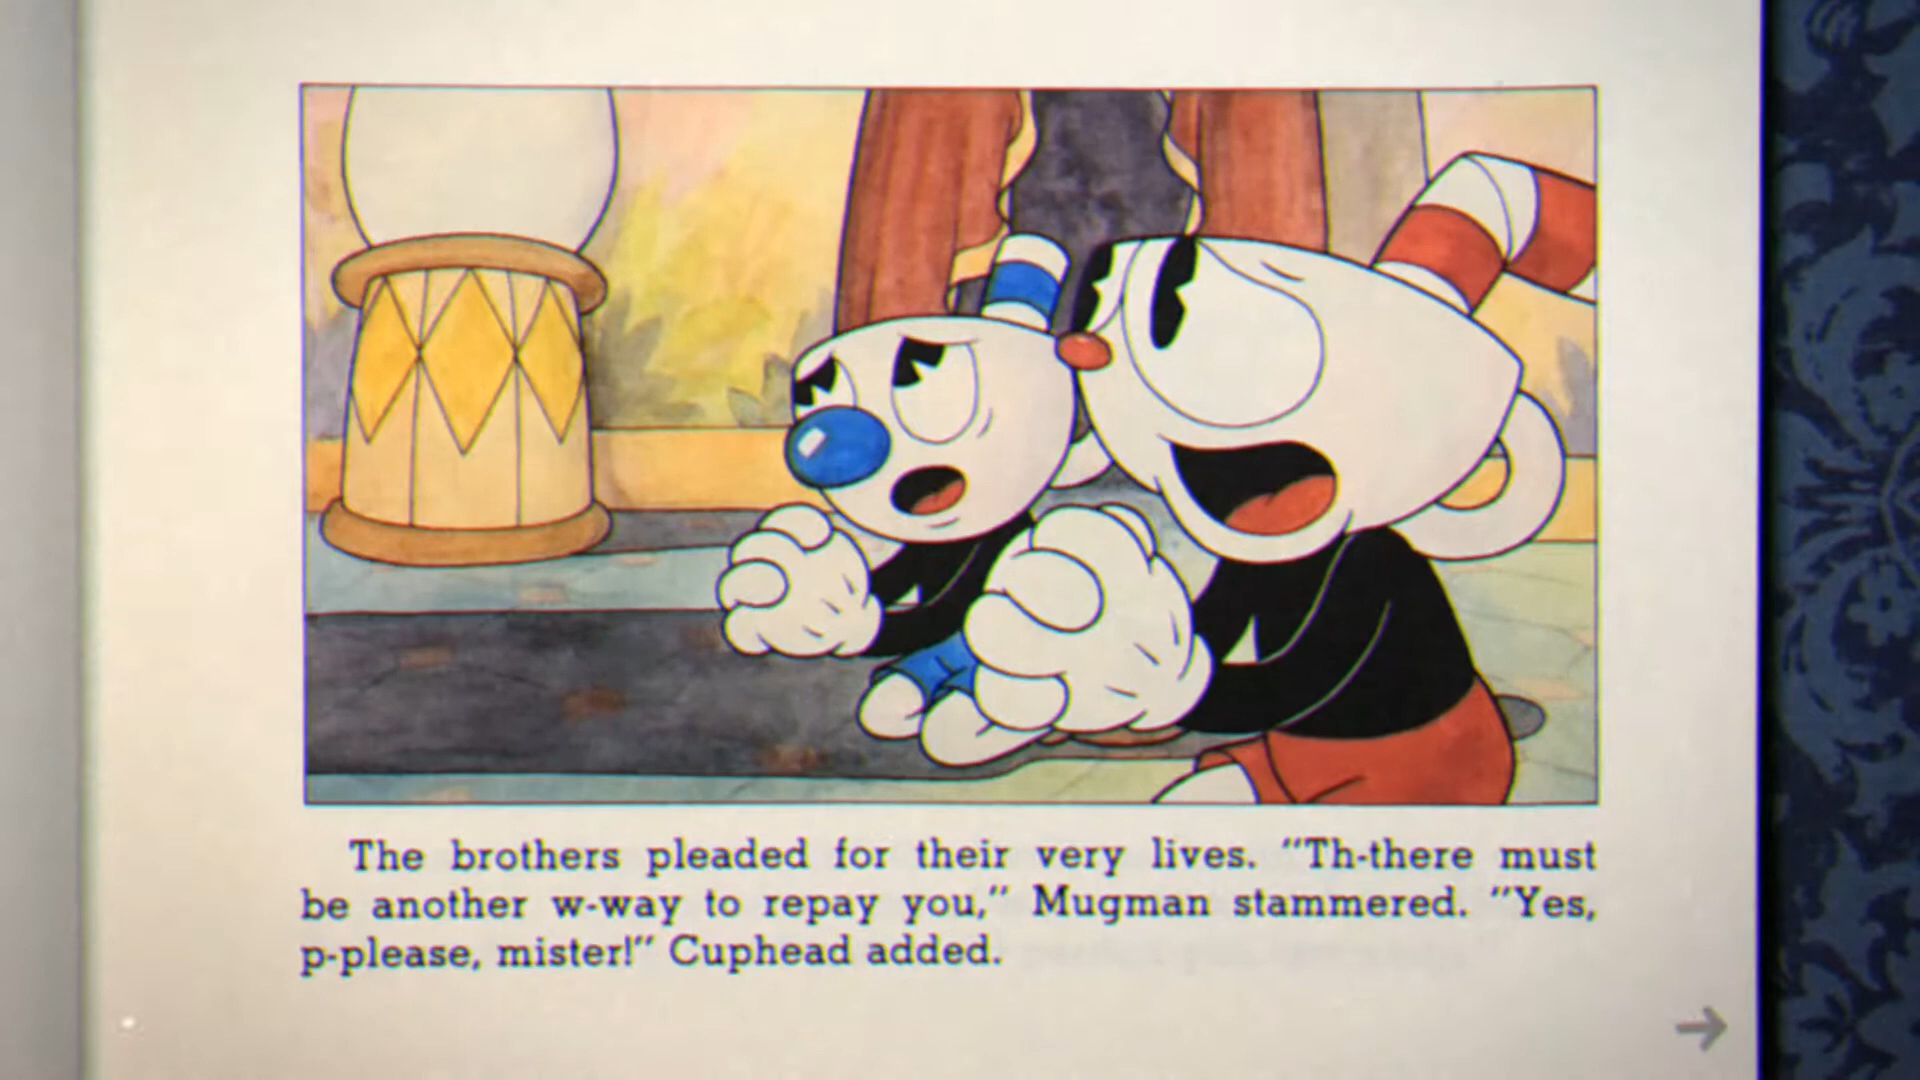 The brothers pleaded for their very lives. "Th-there must
be another w-way to repay you," Mugman stammered. "Yes,
p-please, mister!" Cuphead added.